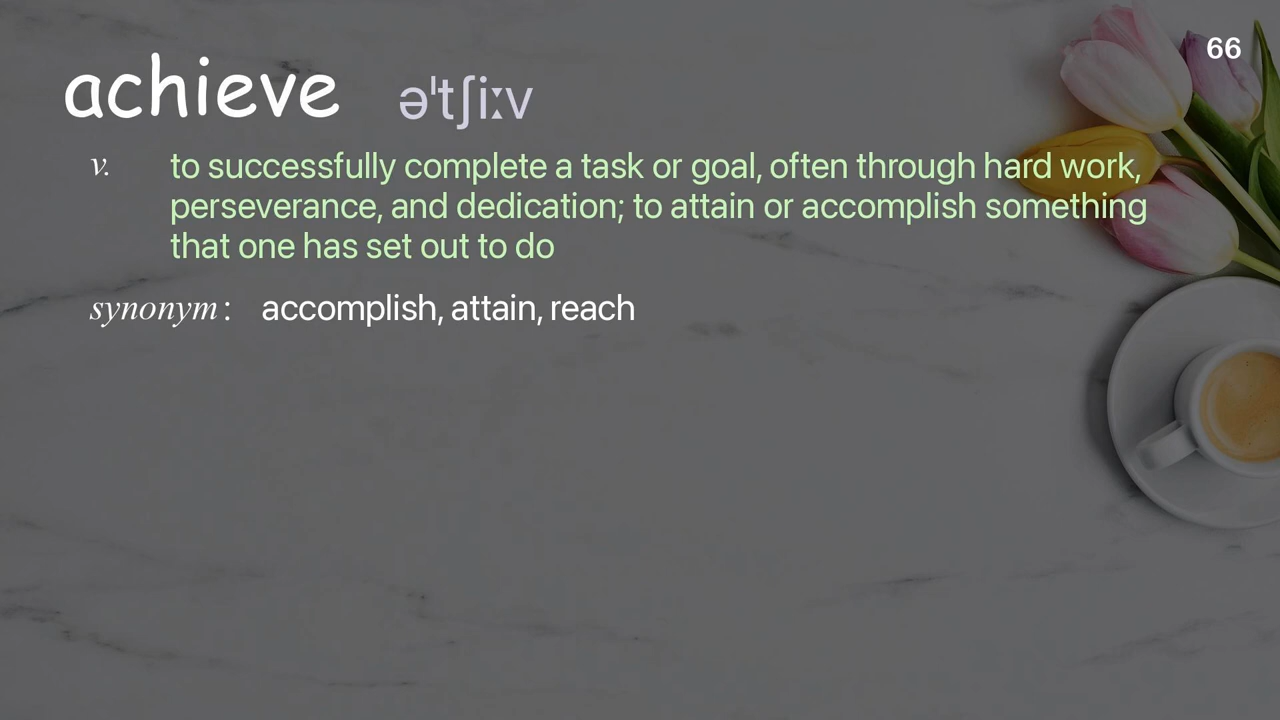 66
achieve əˈtʃiːv
v. to successfully complete a task or goal, often through hard work,
perseverance, and dedication; to attain or accomplish something
that one has set out to do
synonym: accomplish, attain, reach